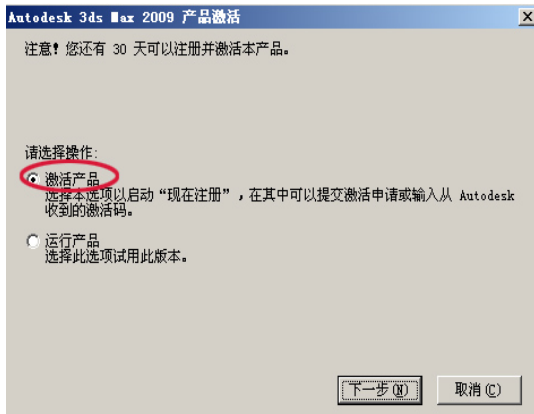 Autodesk 3ds Max 2009 产品激活
注意! 您还有 30 天可以注册并激活本产品。
请选择操作:
激活产品
选择本选项以启动“现在注册”,在其中可以提交激活申请或输入从 Autodesk
收到的激活码。
运行产品
选择此选项试用此版本。
下一步(N)
取消(C)